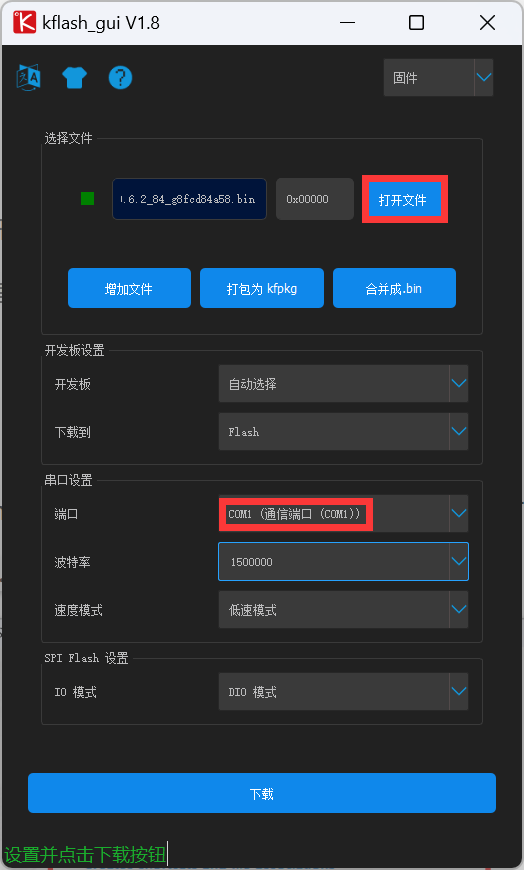 kflash_gui V1.8
固件
选择文件
.6.2_84_g8fcd84a58.bin
0x00000
打开文件
增加文件
打包为 kfpkg
合并成.bin
开发板设置
开发板
自动选择
下载到
Flash
串口设置
端口
COM1 (通信端口 (COM1))
波特率
1500000
速度模式
低速模式
SPI Flash 设置
IO 模式
DIO 模式
下载
设置并点击下载按钮